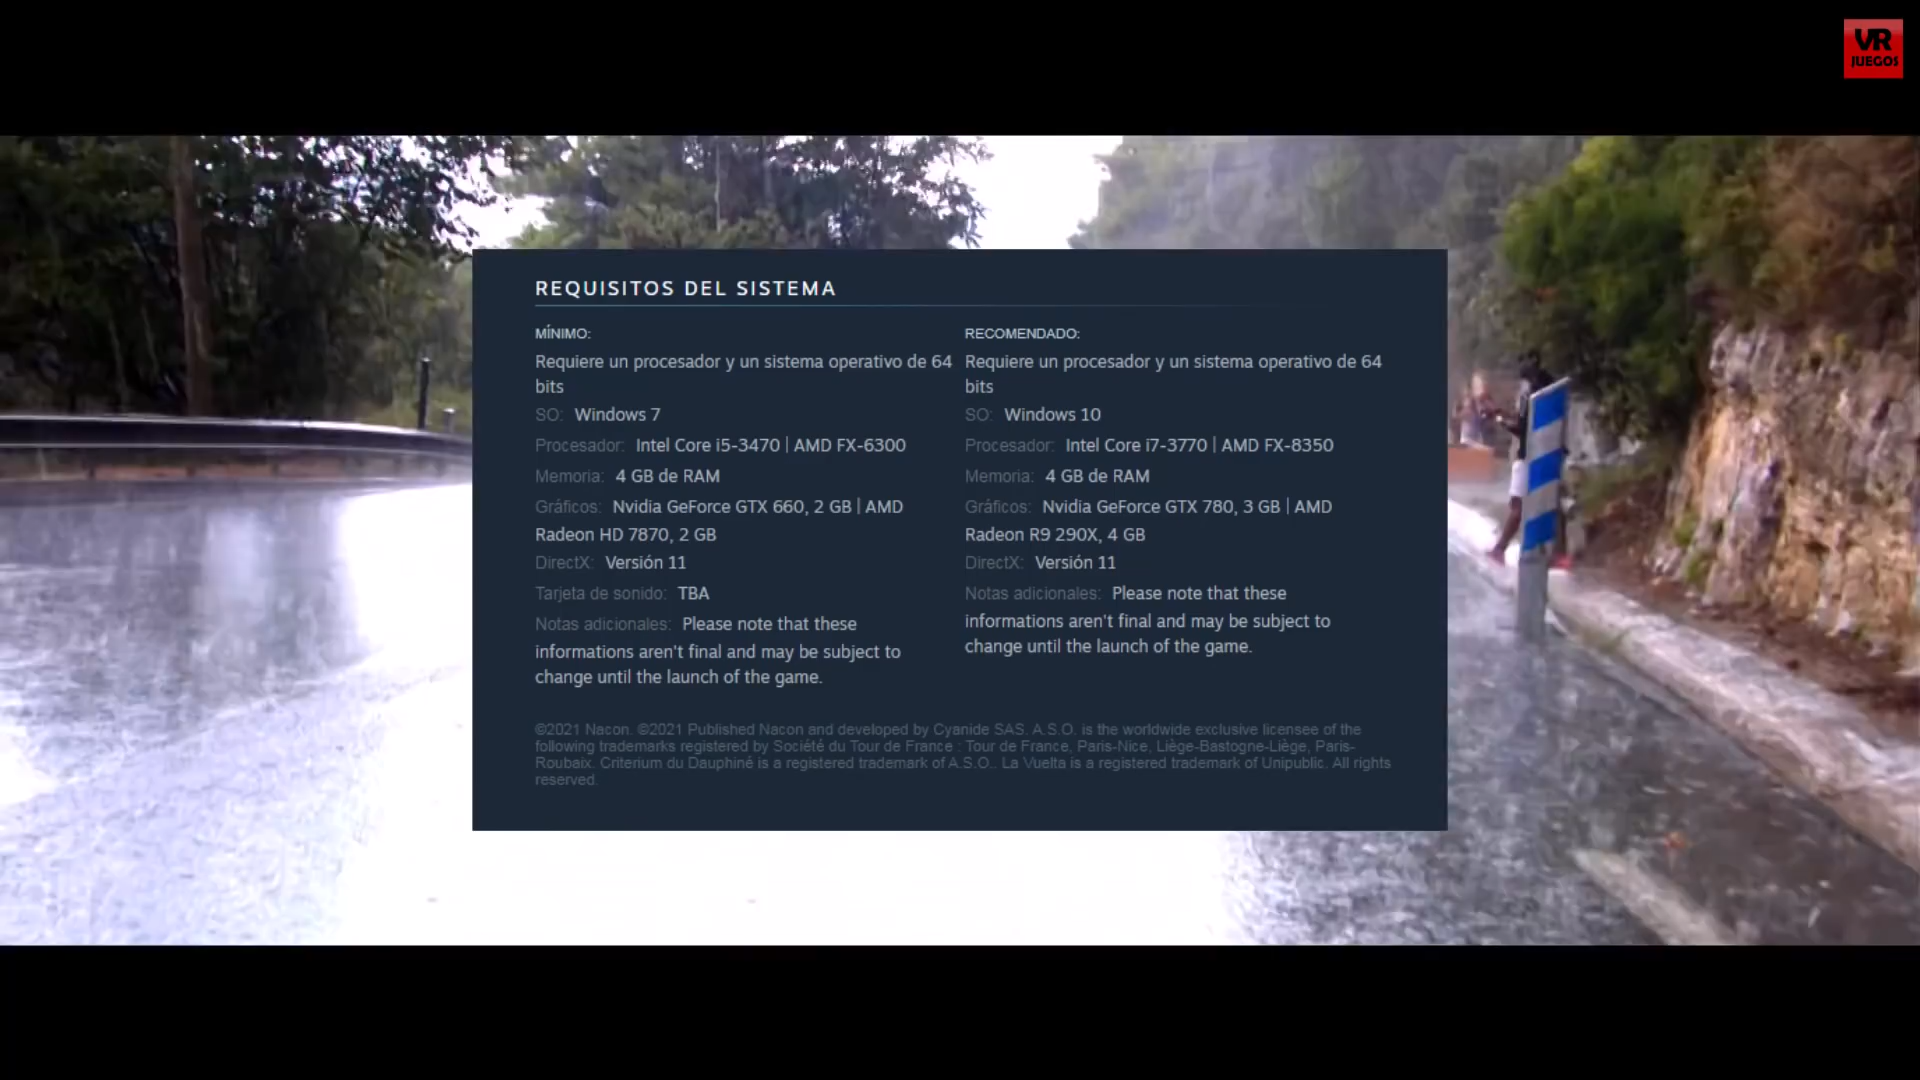 VR
JUEGOS
REQUISITOS DEL SISTEMA
MÍNIMO:
Requiere un procesador y un sistema operativo de 64
bits
SO: Windows 7
Procesador: Intel Core i5-3470 | AMD FX-6300
Memoria: 4 GB de RAM
Gráficos: Nvidia GeForce GTX 660, 2 GB | AMD
Radeon HD 7870, 2 GB
DirectX: Versión 11
Tarjeta de sonido: TBA
Notas adicionales: Please note that these
informations aren't final and may be subject to
change until the launch of the game.
RECOMENDADO:
Requiere un procesador y un sistema operativo de 64
bits
SO: Windows 10
Procesador: Intel Core i7-3770 | AMD FX-8350
Memoria: 4 GB de RAM
Gráficos: Nvidia GeForce GTX 780, 3 GB | AMD
Radeon R9 290X, 4 GB
DirectX: Versión 11
Notas adicionales: Please note that these
informations aren't final and may be subject to
change until the launch of the game.
©2021 Nacon. ©2021 Published Nacon and developed by Cyanide SAS. A.S.O. is the worldwide exclusive licensee of the
following trademarks registered by Société du Tour de France : Tour de France, Paris-Nice, Liège-Bastogne-Liège, Paris-
Roubaix. Criterium du Dauphiné is a registered trademark of A.S.O.. La Vuelta is a registered trademark of Unipublic. All rights
reserved.